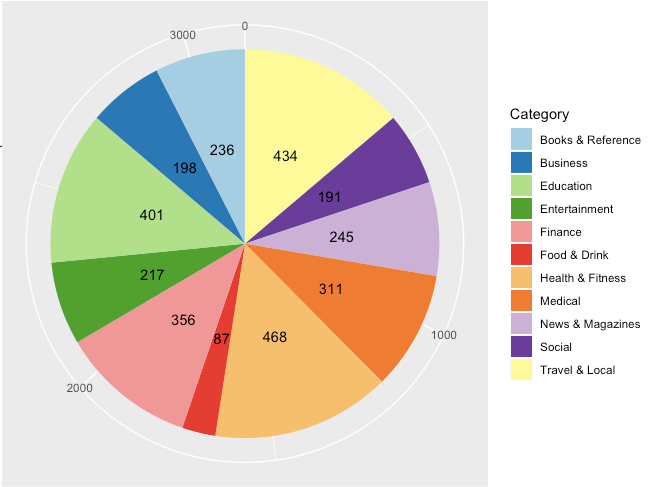 0
3000
1000
2000
434
191
245
311
468
87
356
217
401
198
236
Category
Books & Reference
Business
Education
Entertainment
Finance
Food & Drink
Health & Fitness
Medical
News & Magazines
Social
Travel & Local